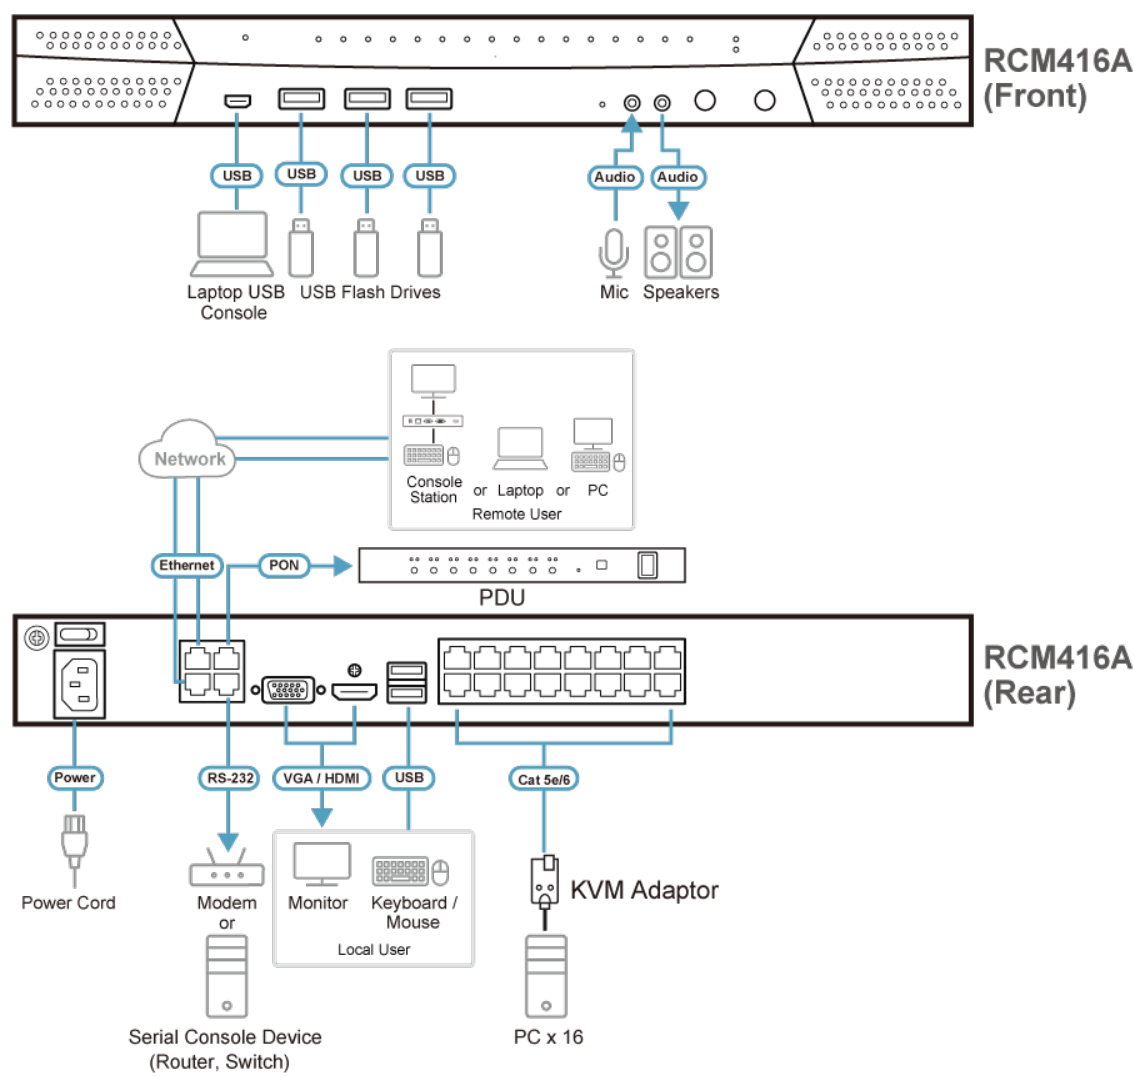 RCM416A
(Front)
USB
USB
USB
USB
Audio
Audio
Laptop USB
Console
USB Flash Drives
Mic
Speakers
Network
Console
Station
or
Laptop
or
PC
Remote User
Ethernet
PON
PDU
RCM416A
(Rear)
Power
RS-232
VGA / HDMI
USB
Cat 5e/6
KVM Adaptor
Power Cord
Modem
or
Monitor
Keyboard /
Mouse
Local User
Serial Console Device
(Router, Switch)
PC x 16